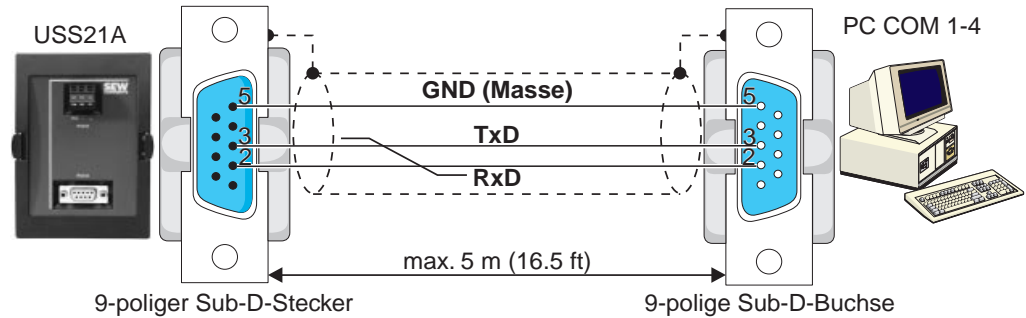 USS21A
PC COM 1-4
SEW
5
GND (Masse)
5
3
TxD
3
2
RxD
2
max. 5 m (16.5 ft)
9-poliger Sub-D-Stecker
9-polige Sub-D-Buchse